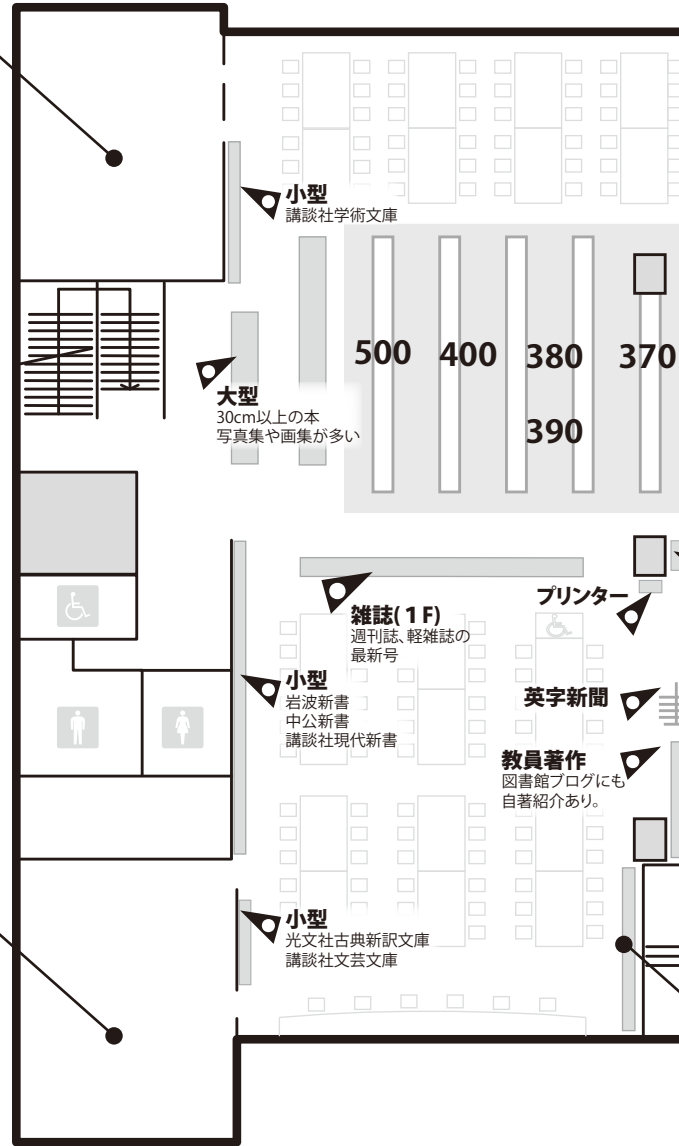 小型
講談社学術文庫
500 400 380 370
390
大型
30cm以上の本
写真集や画集が多い
プリンター
雑誌(１F)
週刊誌、軽雑誌の
最新号
小型
岩波新書
中公新書
講談社現代新書
英字新聞
教員著作
図書館ブログにも
自著紹介あり。
小型
光文社古典新訳文庫
講談社文芸文庫